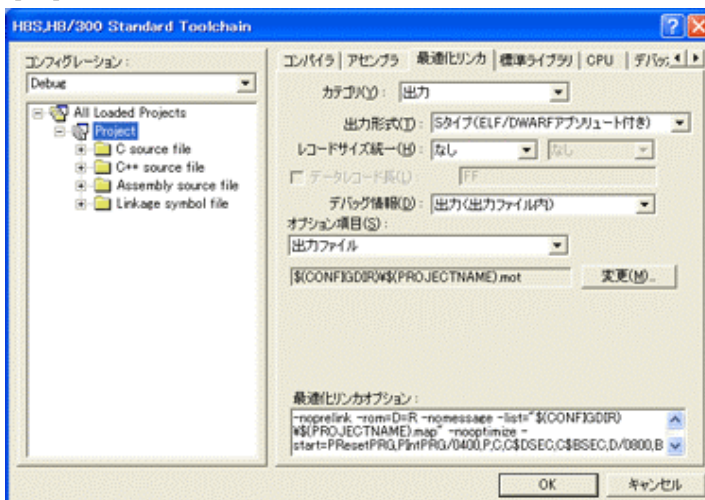 H8S,H8/300 Standard Toolchain
コンフィグレーション:
Debug
All Loaded Projects
Project
C source file
C++ source file
Assembly source file
Linkage symbol file
コンパイラ アセンブラ 最適化リンカ 標準ライブラリ CPU デバッ
カテゴリ(Y): 出力
出力形式(T): Sタイプ(ELF/DWARFアブソリュート付き)
レコードサイズ統一(H): なし なし
データレコード長(L): FF
デバッグ情報(D): 出力(出力ファイル内)
オプション項目(S):
出力ファイル
$(CONFIGDIR)¥$(PROJECTNAME).mot 変更(M)...
最適化リンカオプション:
-noprelink -rom=D=R -nomessage -list="$(CONFIGDIR)
¥$(PROJECTNAME).map" -nooptimize -
start=PResetPRG,PIntPRG/0400,P,C,C$DSEC,C$BSEC,D/0800,B
OK キャンセル